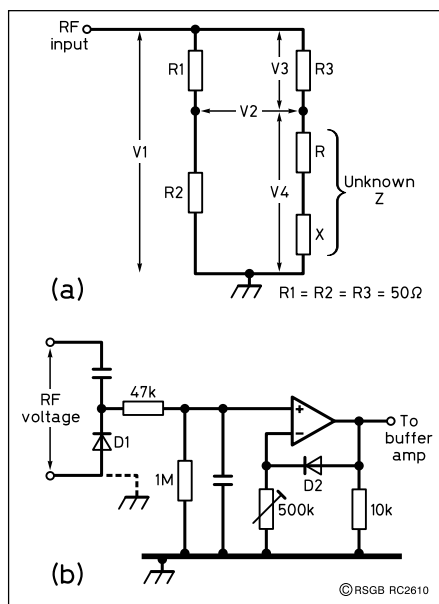 RF
input
R1
V3
R3
V2
V1
R
R2
V4
Unknown
Z
X
(a)
R1 = R2 = R3 = 50Ω
RF
voltage
47k
D1
+
−
To
buffer
amp
D2
1M
500k
10k
(b)
©RSGB RC2610